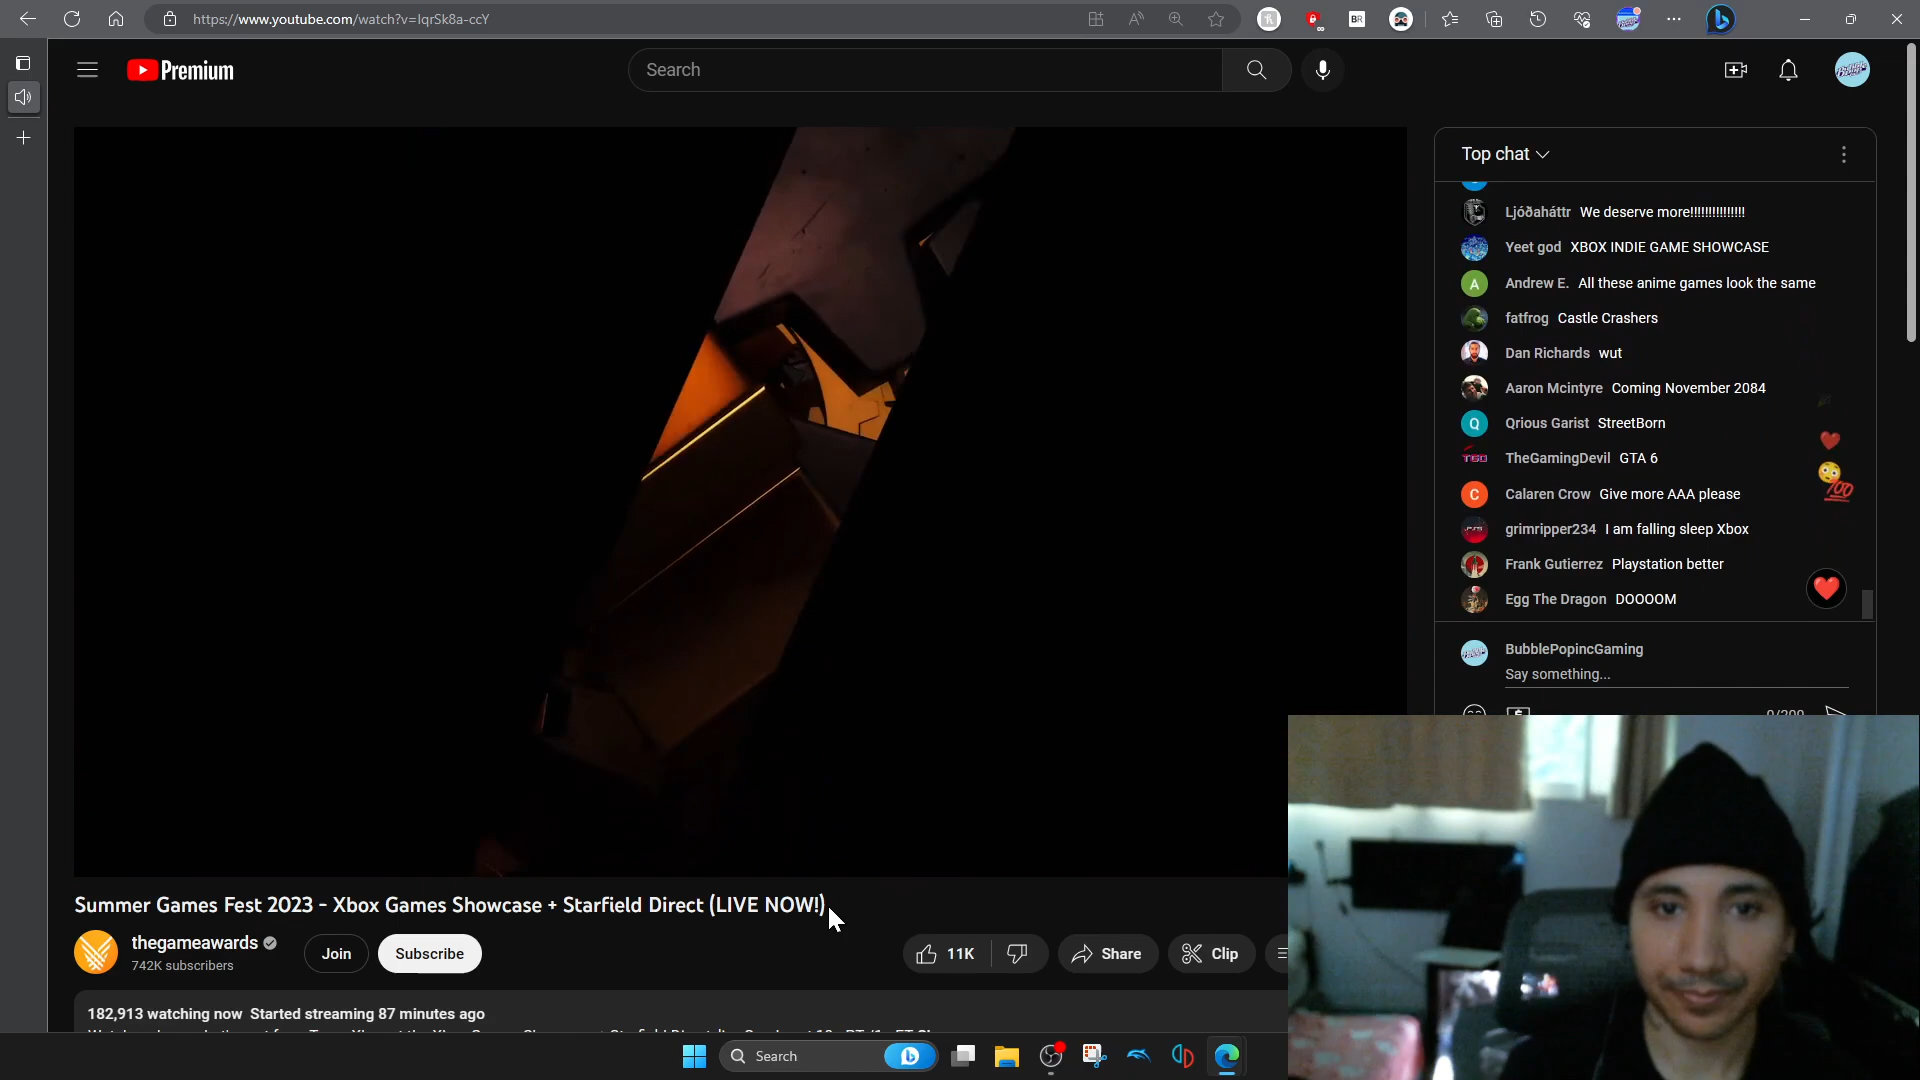 https://www.youtube.com/watch?v=IqrSk8a-ccY
BR
Premium
Search
Top chat
Ljóðaháttr We deserve more!!!!!!!!!!!!!!!
Yeet god XBOX INDIE GAME SHOWCASE
A Andrew E. All these anime games look the same
fatfrog Castle Crashers
Dan Richards wut
Aaron Mcintyre Coming November 2084
Q Qrious Garist StreetBorn
TGD TheGamingDevil GTA 6
C Calaren Crow Give more AAA please
grimripper234 I am falling sleep Xbox
Frank Gutierrez Playstation better
Egg The Dragon DOOOOM
BubblePopincGaming
Say something...
0/200
Summer Games Fest 2023 - Xbox Games Showcase + Starfield Direct (LIVE NOW!)
thegameawards
742K subscribers
Join
Subscribe
11K
Share
Clip
182,913 watching now Started streaming 87 minutes ago
Search